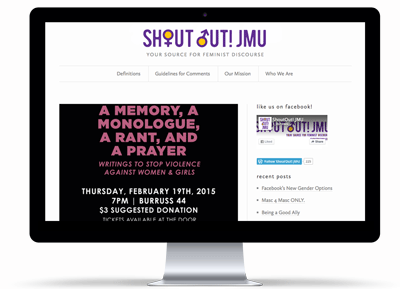 SHOUT OUT! JMU
YOUR SOURCE FOR FEMINIST DISCOURSE
Definitions
Guidelines for Comments
Our Mission
Who We Are
A MEMORY, A
MONOLOGUE,
A RANT, AND
A PRAYER
WRITINGS TO STOP VIOLENCE
AGAINST WOMEN & GIRLS
THURSDAY, FEBRUARY 19TH, 2015
7PM | BURRUSS 44
$3 SUGGESTED DONATION
TICKETS AVAILABLE AT THE DOOR
like us on facebook!
ShoutOut! JMU
SHOUT OUT! JMU
Follow ShoutOut! JMU
recent posts
Facebook's New Gender Options
Masc 4 Masc ONLY.
Being a Good Ally